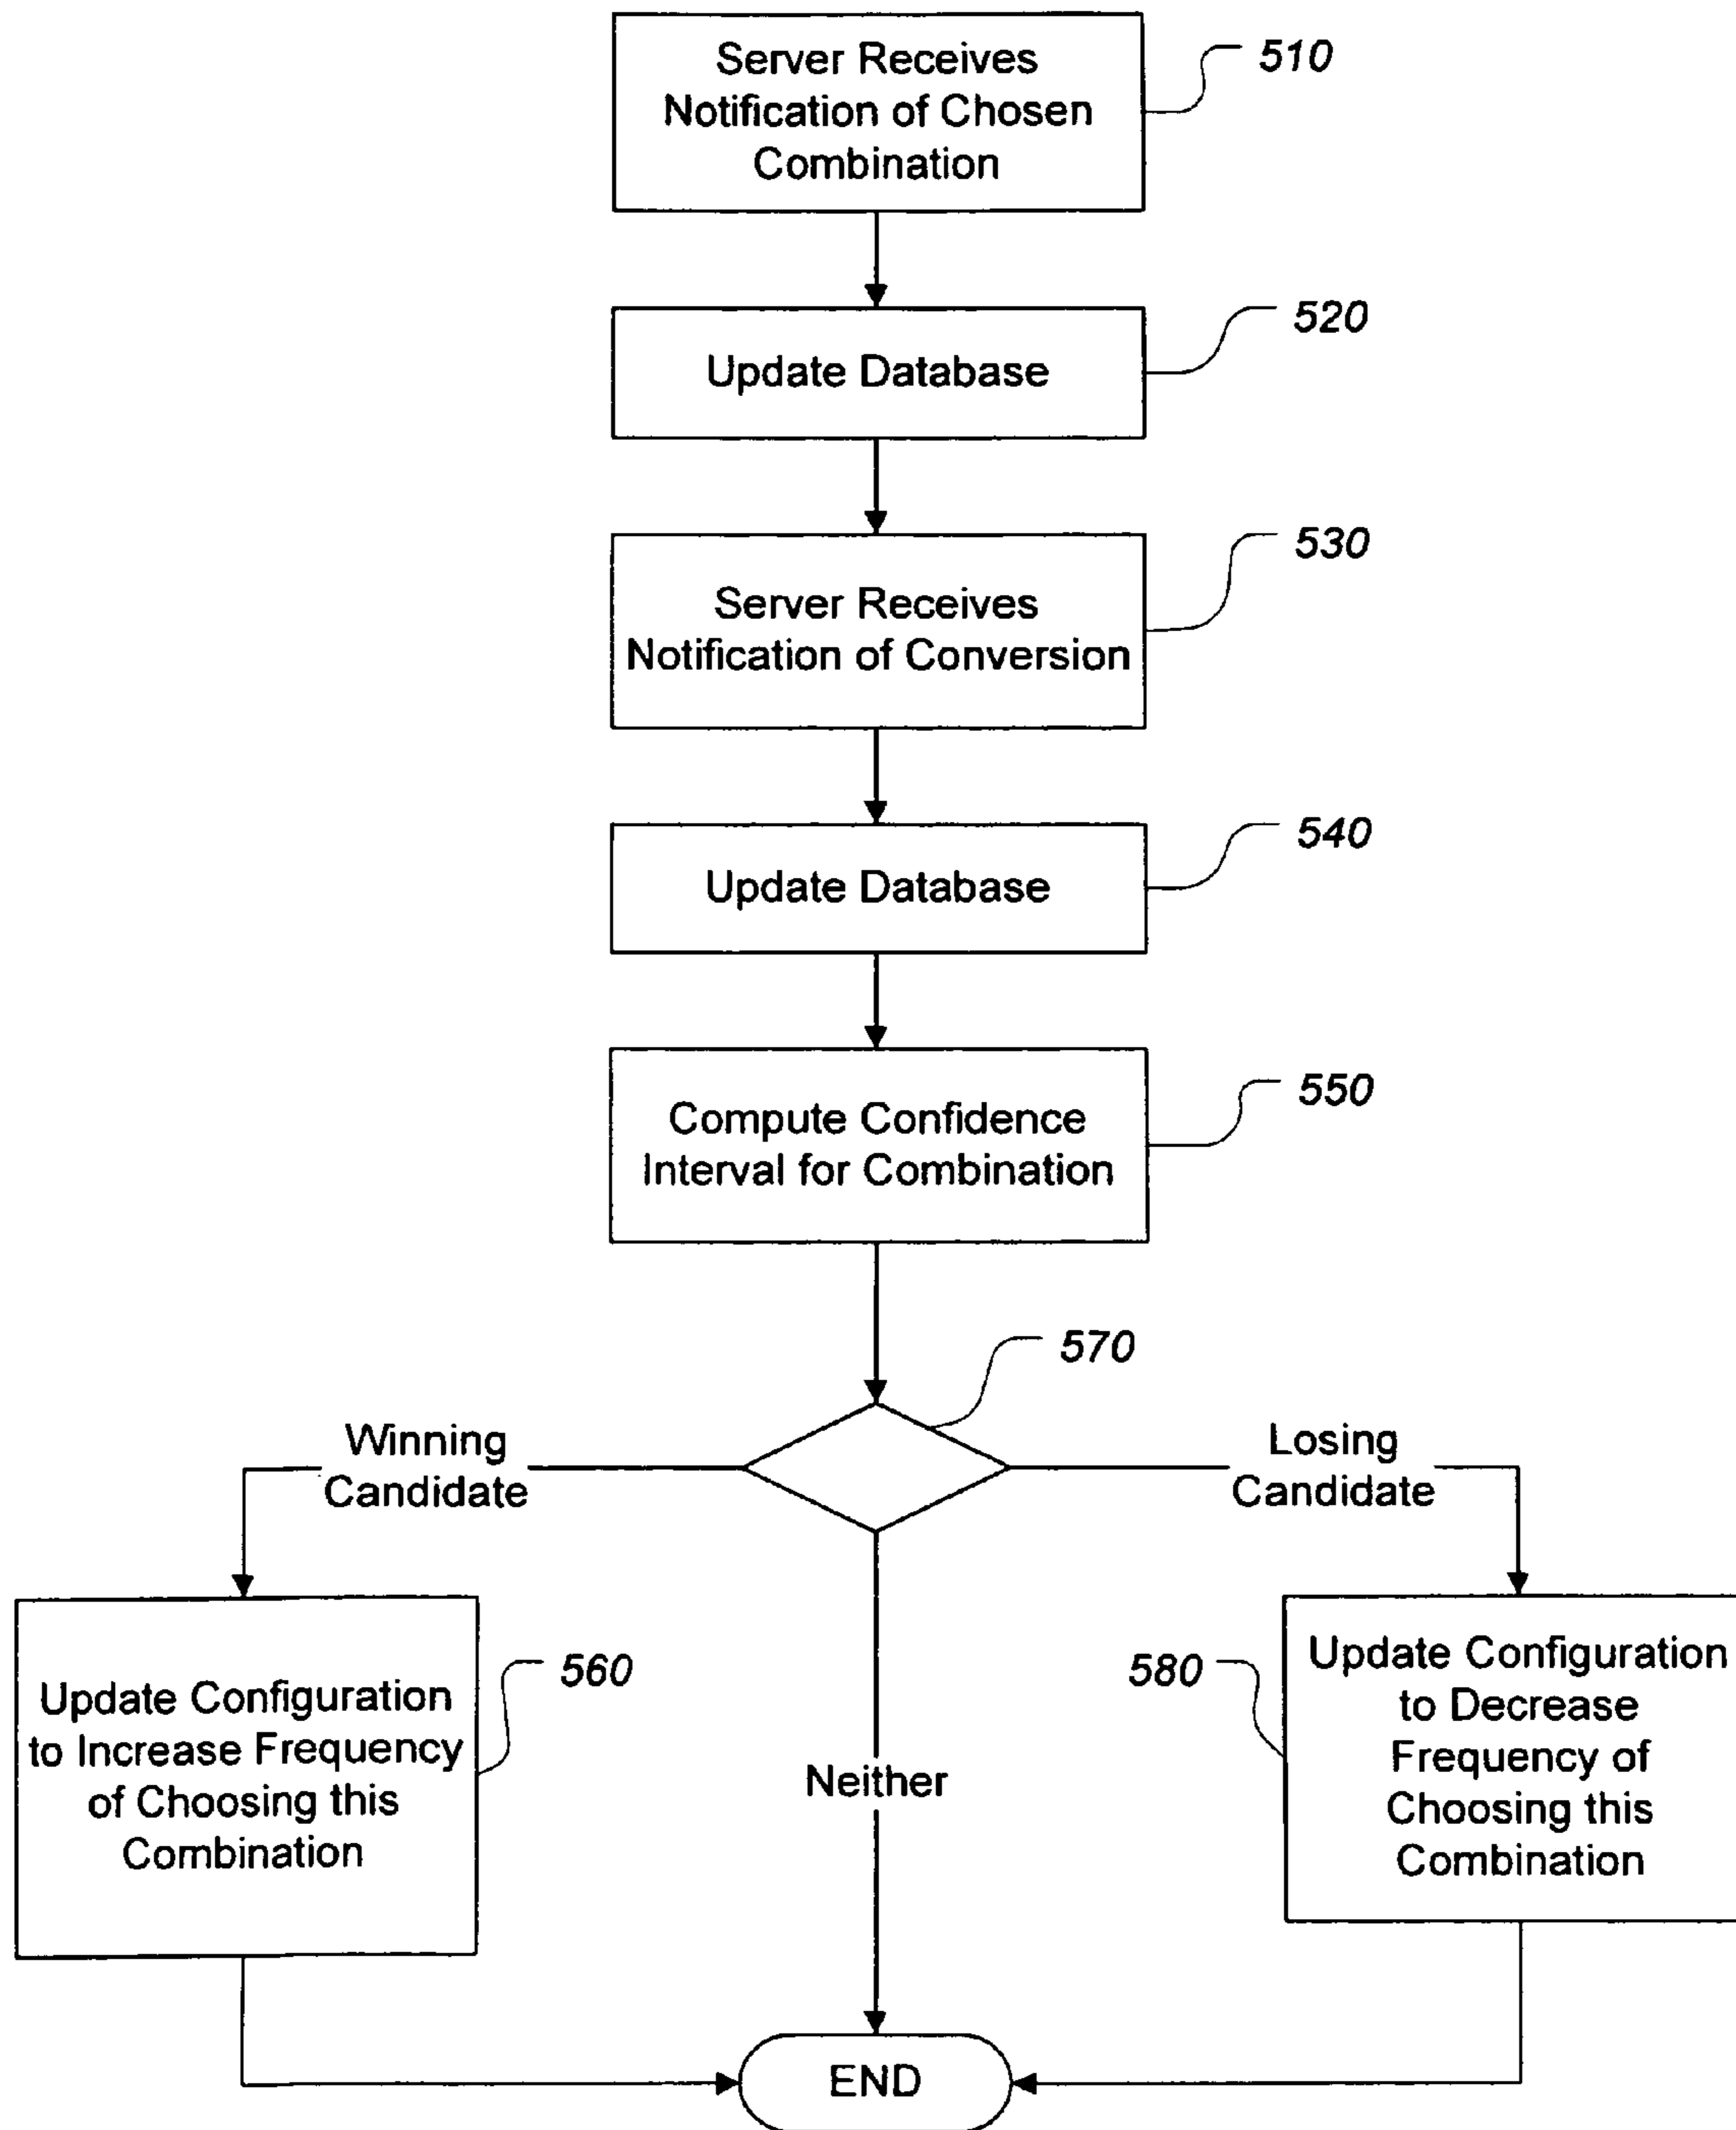 Server Receives
Notification of Chosen
Combination
510
Update Database
520
Server Receives
Notification of Conversion
530
Update Database
540
Compute Confidence
Interval for Combination
550
570
Winning
Candidate
Losing
Candidate
Update Configuration
to Increase Frequency
of Choosing this
Combination
560
Neither
580
Update Configuration
to Decrease
Frequency of
Choosing this
Combination
END